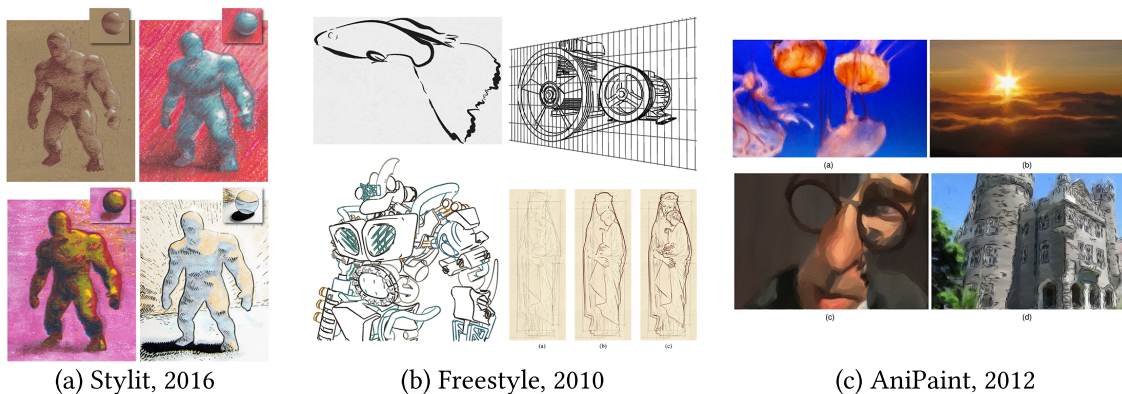 (a)
(b)
(c)
(d)
(a)
(b)
(c)
(a) Stylit, 2016
(b) Freestyle, 2010
(c) AniPaint, 2012